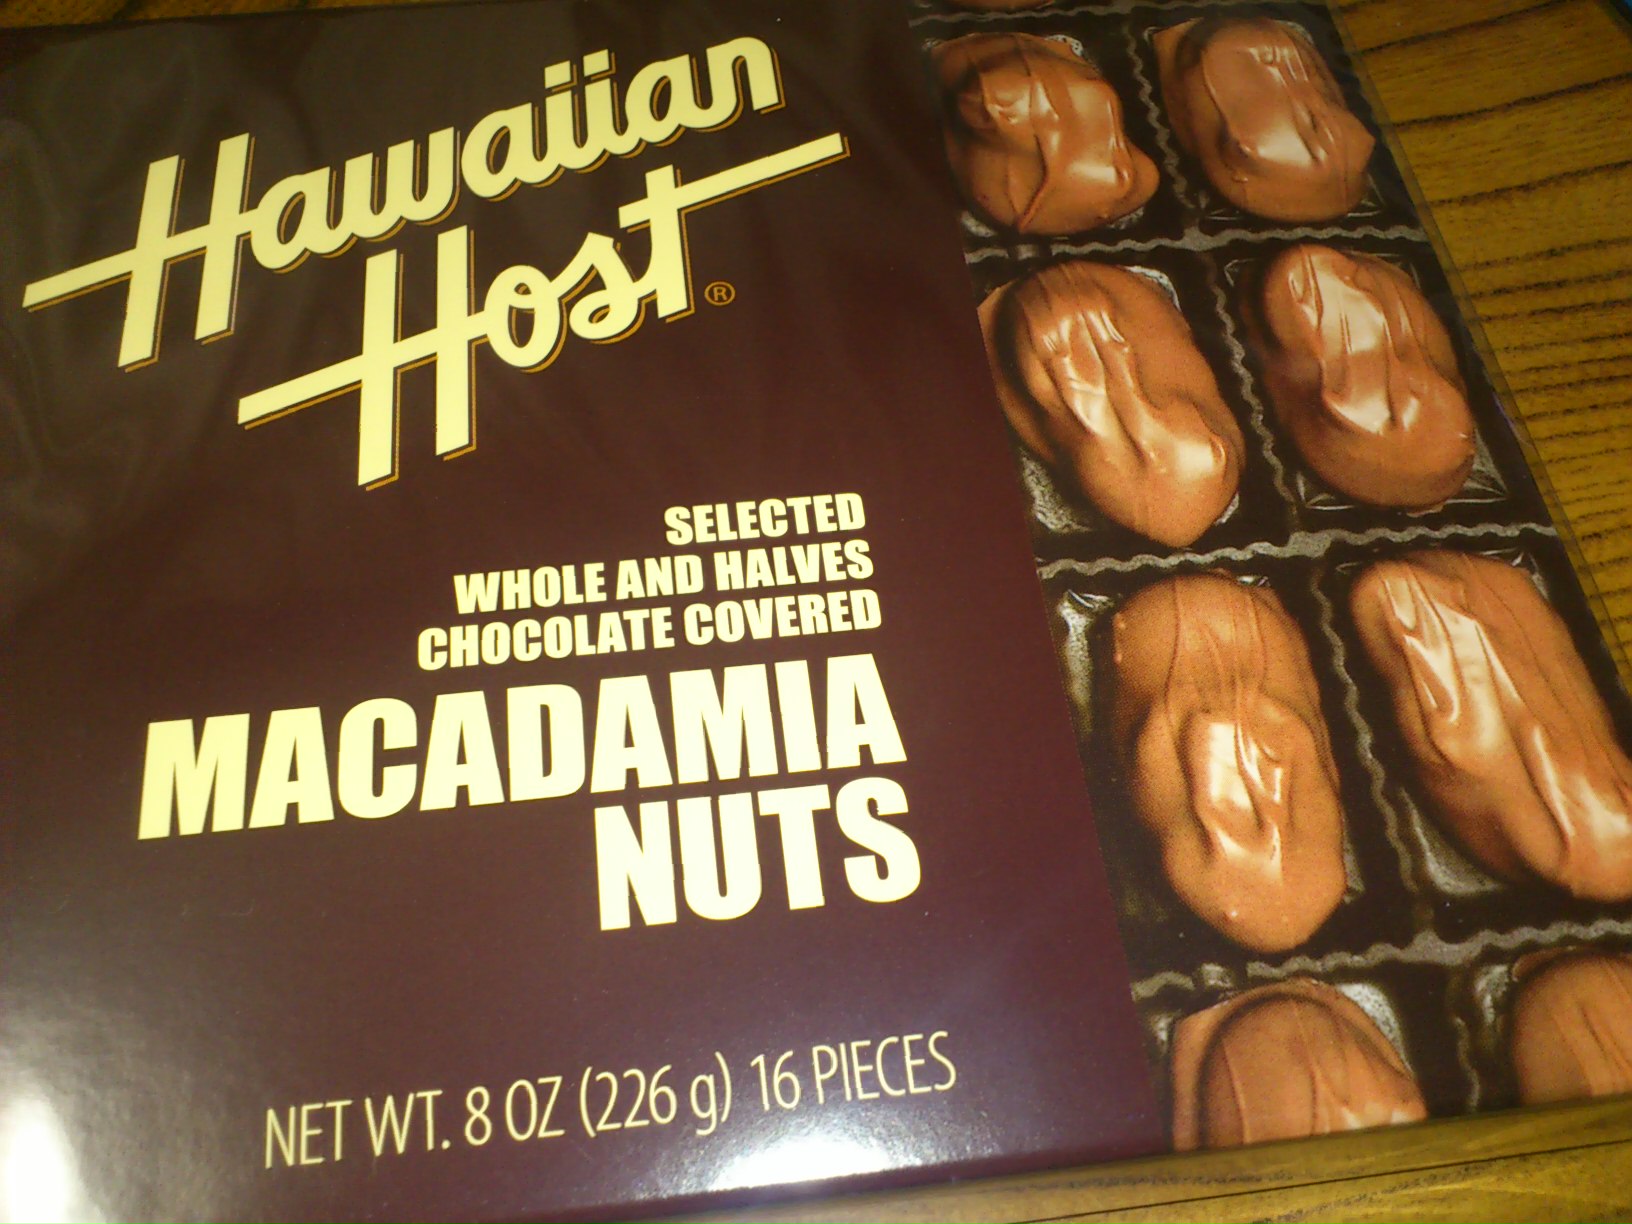 Hawaiian
Host®
SELECTED
WHOLE AND HALVES
CHOCOLATE COVERED
MACADAMIA
NUTS
NET WT. 8 OZ (226 g) 16 PIECES